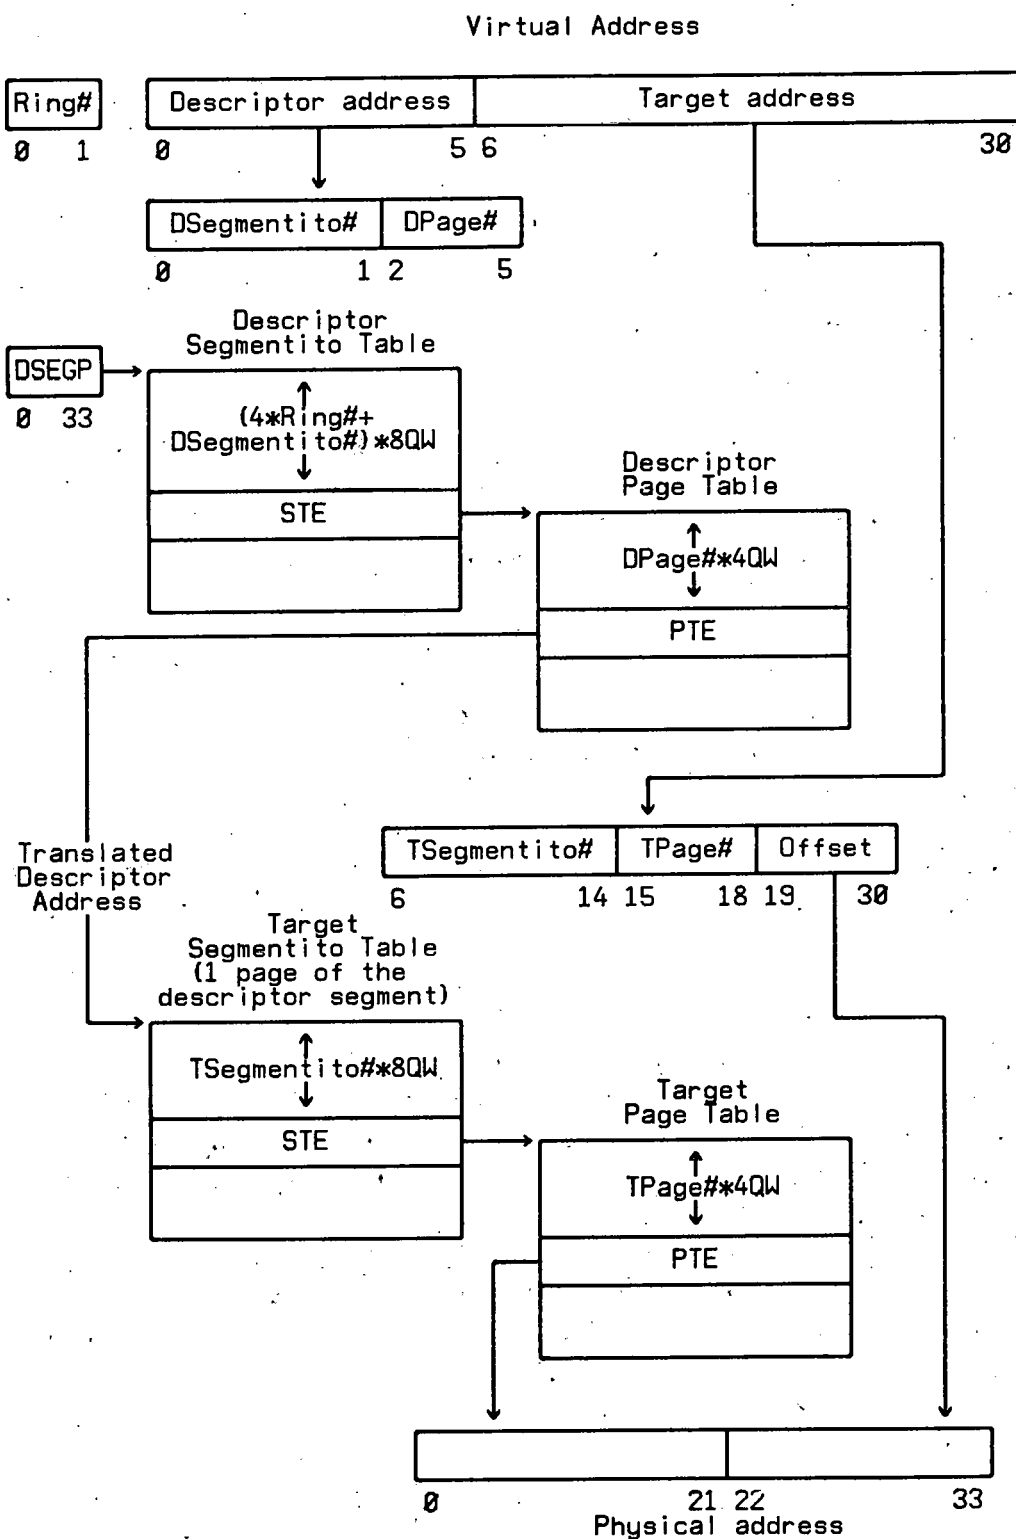 Virtual Address
Ring# Descriptor address Target address
0 1 0 5 6 30
DSegmentito# DPage#
0 1 2 5
Descriptor
Segmentito Table
DSEGP
0 33
(4*Ring#+
DSegmentito#)*8QW
STE
Descriptor
Page Table
DPage#*4QW
PTE
TSegmentito# TPage# Offset
6 14 15 18 19 30
Translated
Descriptor
Address
Target
Segmentito Table
(1 page of the
descriptor segment)
TSegmentito#*8QW
STE
Target
Page Table
TPage#*4QW
PTE
0 21 22 33
Physical address